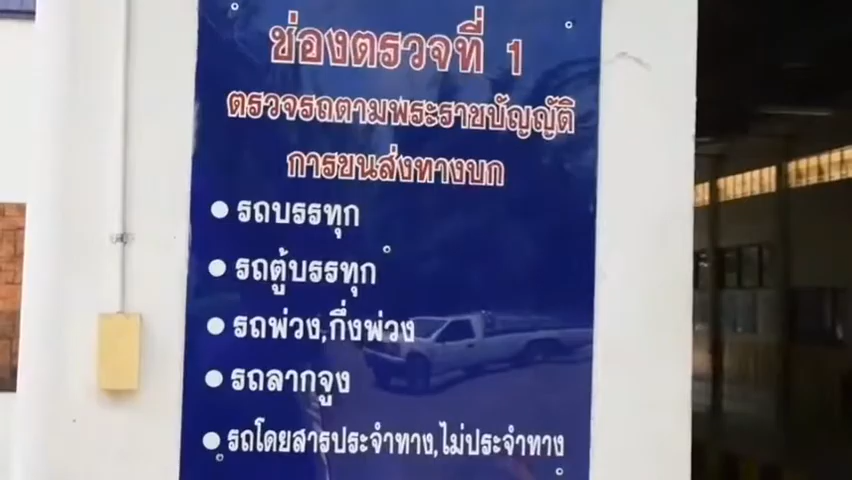 ช่องตรวจที่ 1
ตรวจรถตามพระราชบัญญัติ
การขนส่งทางบก
● รถบรรทุก
● รถตู้บรรทุก
● รถพ่วง,กึ่งพ่วง
● รถลากจูง
● รถโดยสารประจำทาง,ไม่ประจำทาง